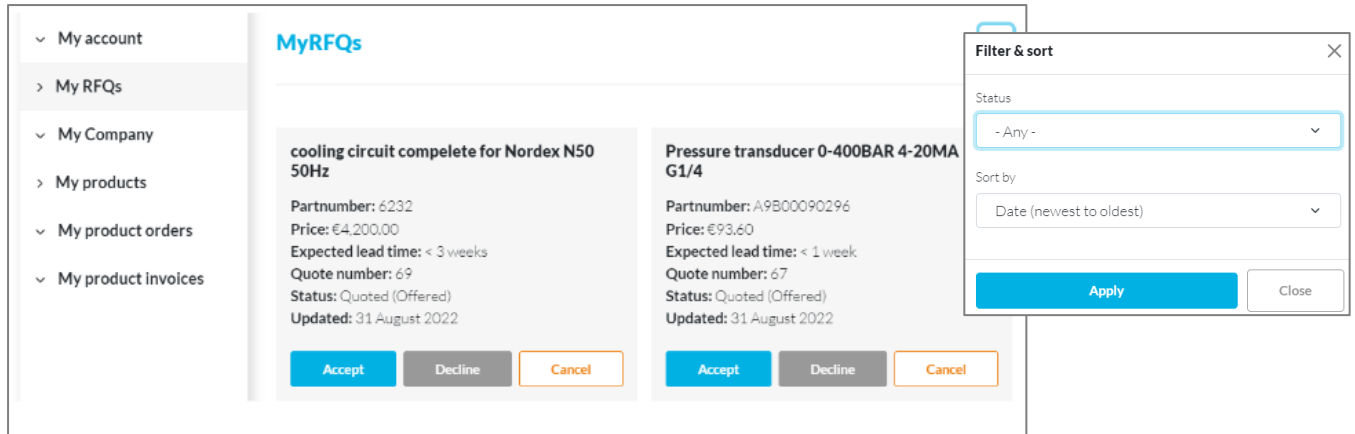 My account
My RFQs
My Company
My products
My product orders
My product invoices
MyRFQs
cooling circuit compelete for Nordex N50
50Hz
Partnumber: 6232
Price: €4,200.00
Expected lead time: < 3 weeks
Quote number: 69
Status: Quoted (Offered)
Updated: 31 August 2022
Accept Decline Cancel
Pressure transducer 0-400BAR 4-20MA
G1/4
Partnumber: A9B00090296
Price: €93.60
Expected lead time: < 1 week
Quote number: 67
Status: Quoted (Offered)
Updated: 31 August 2022
Accept Decline Cancel
Filter & sort
Status
- Any -
Sort by
Date (newest to oldest)
Apply Close